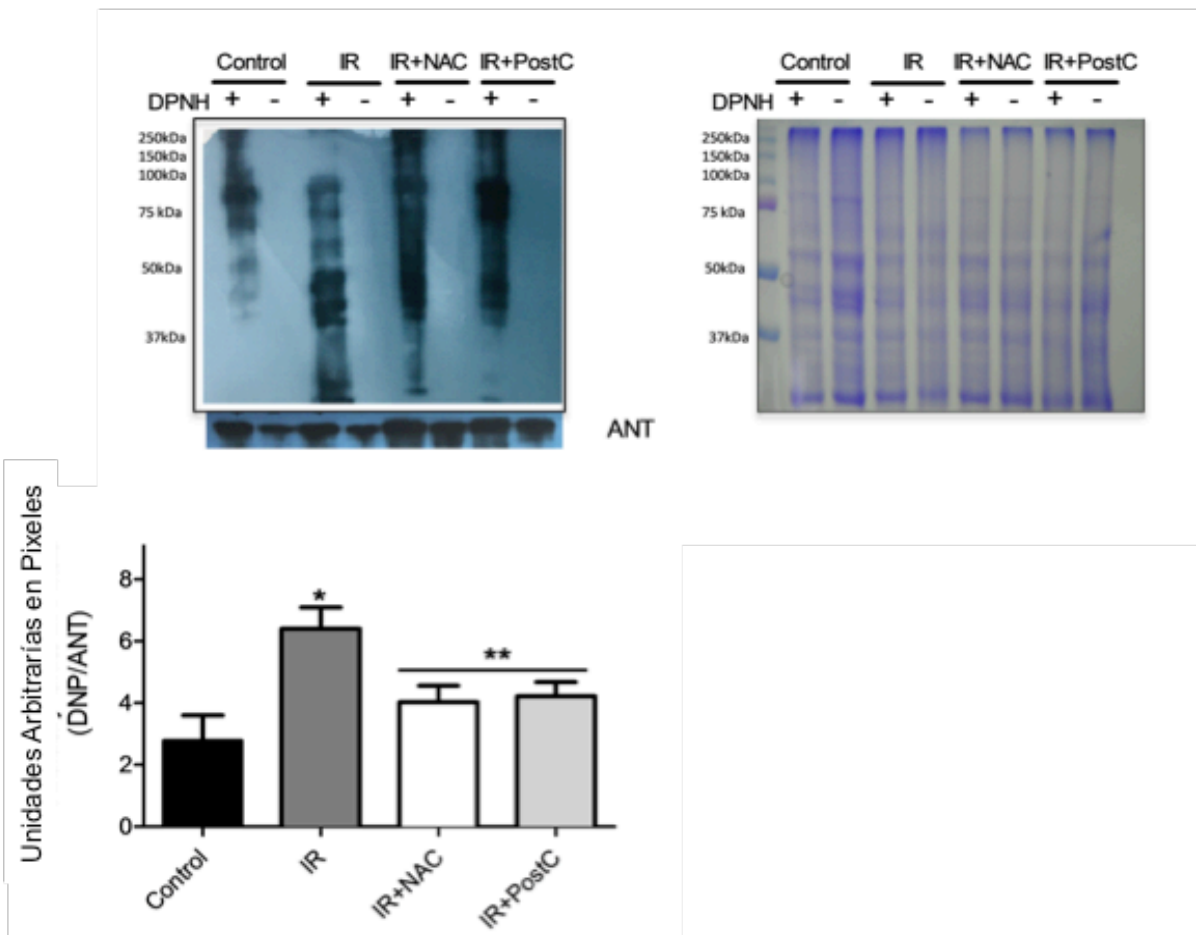 Control IR IR+NAC IR+PostC
DPNH + - + - + - + -
250kDa
150kDa
100kDa
75 kDa
50kDa
37kDa
ANT
Control IR IR+NAC IR+PostC
DPNH + - + - + - + -
250kDa
150kDa
100kDa
75 kDa
50kDa
37kDa
Unidades Arbitrarías en Pixeles
(DNP/ANT)
8
6
4
2
0
*
**
Control
IR
IR+NAC
IR+PostC